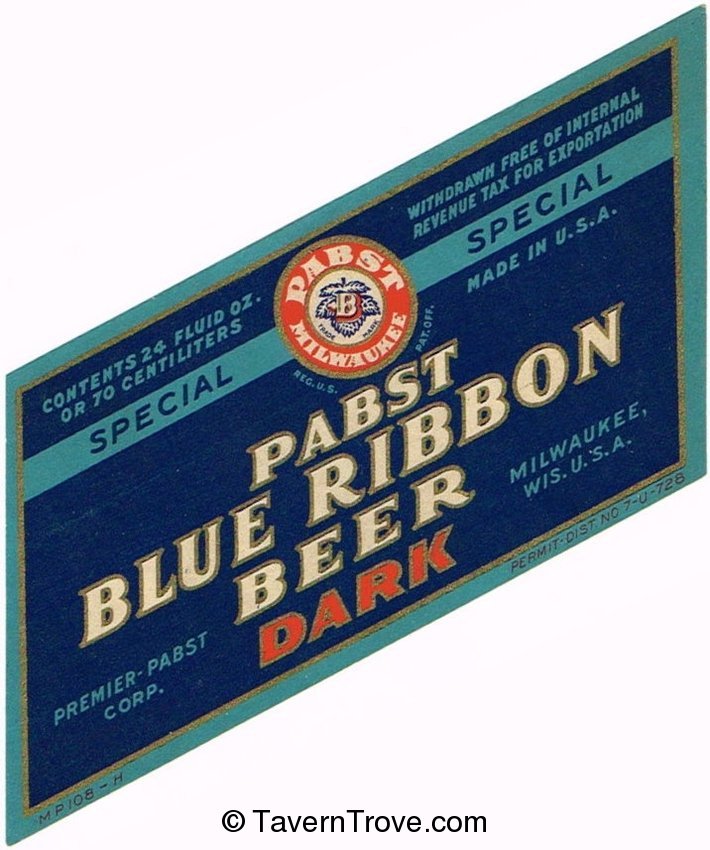 WITHDRAWN FREE OF INTERNAL
REVENUE TAX FOR EXPORTATION
SPECIAL
MADE IN U.S.A.
CONTENTS 24 FLUID OZ.
OR 70 CENTILITERS
SPECIAL
PABST
B
TRADE MARK
MILWAUKEE
REG. U.S. PAT. OFF.
PABST
BLUE RIBBON
BEER
DARK
MILWAUKEE,
WIS. U.S.A.
PREMIER-PABST
CORP.
PERMIT-DIST. NO 7-U-728
MP108-H
© TavernTrove.com